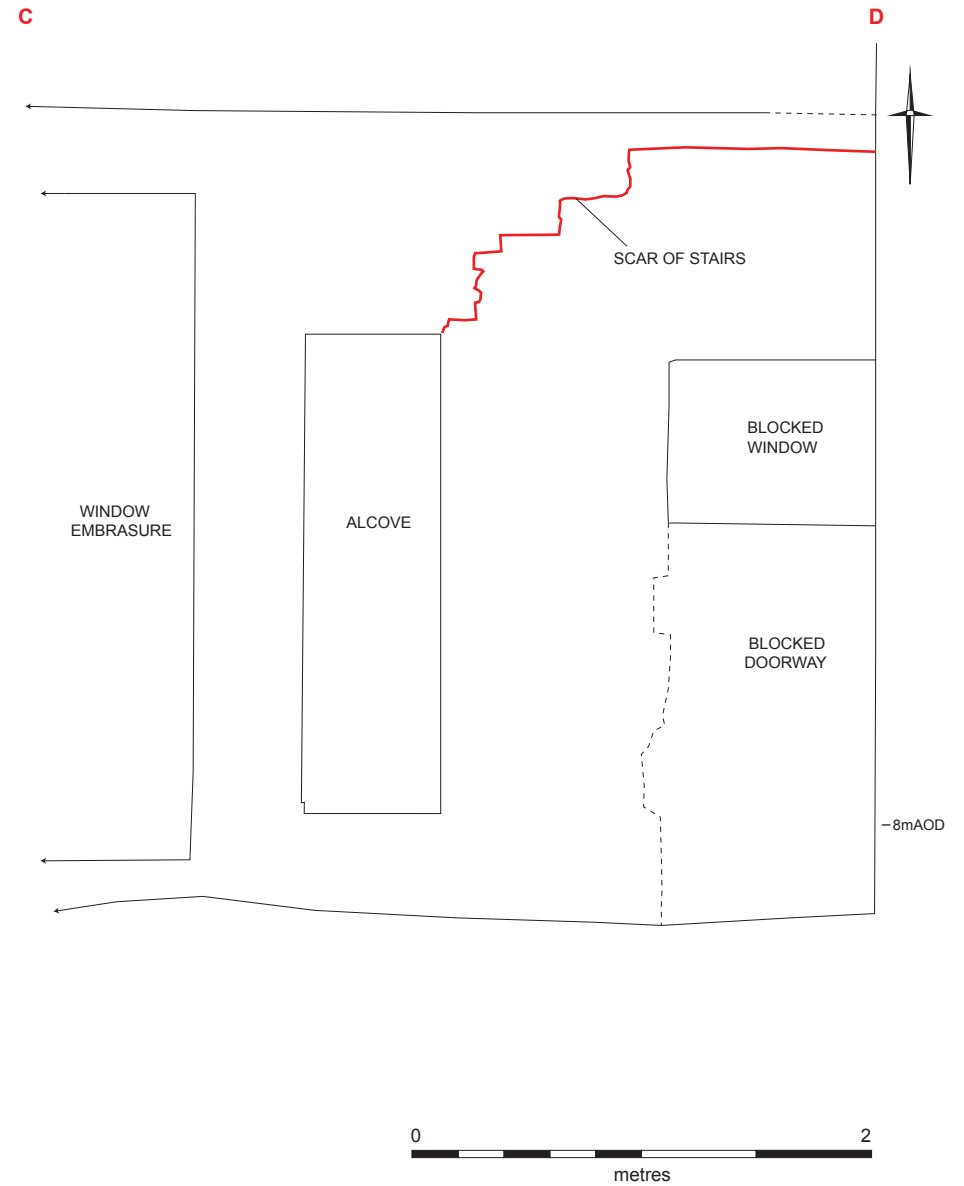 C
D
SCAR OF STAIRS
BLOCKED
WINDOW
WINDOW
EMBRASURE
ALCOVE
BLOCKED
DOORWAY
8mAOD
0
2
metres